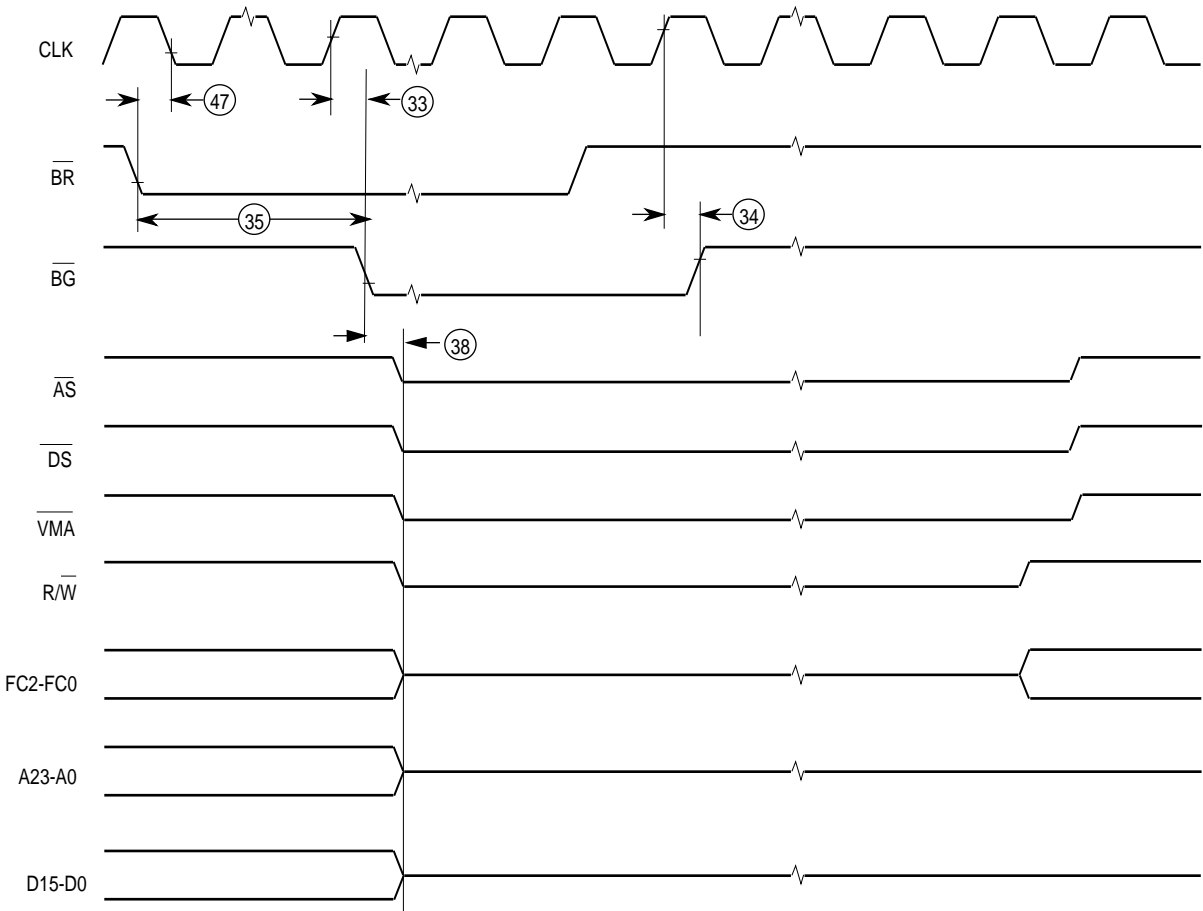 CLK
47
33
BR
35
34
BG
38
AS
DS
VMA
R/W
FC2-FC0
A23-A0
D15-D0